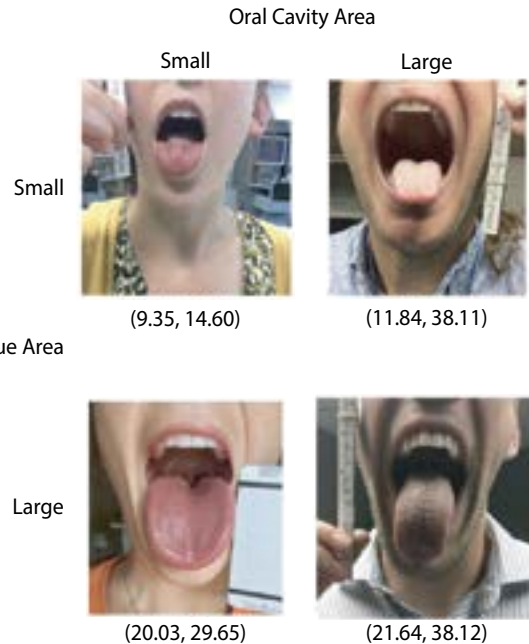 Oral Cavity Area
Small Large
Small
(9.35, 14.60) (11.84, 38.11)
ue Area
Large
(20.03, 29.65) (21.64, 38.12)